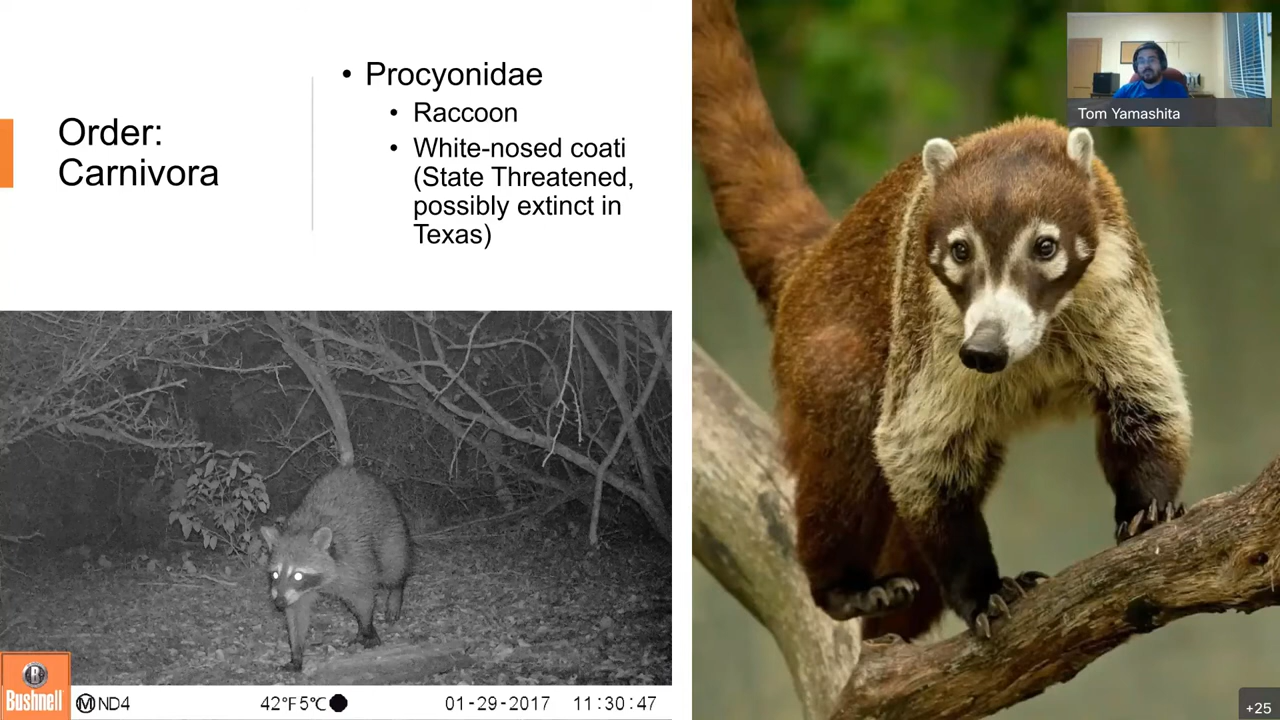 Order:
Carnivora
• Procyonidae
• Raccoon
• White-nosed coati
(State Threatened,
possibly extinct in
Texas)
Tom Yamashita
B
Bushnell
M ND4
42°F5°C
01-29-2017
11:30:47
+25